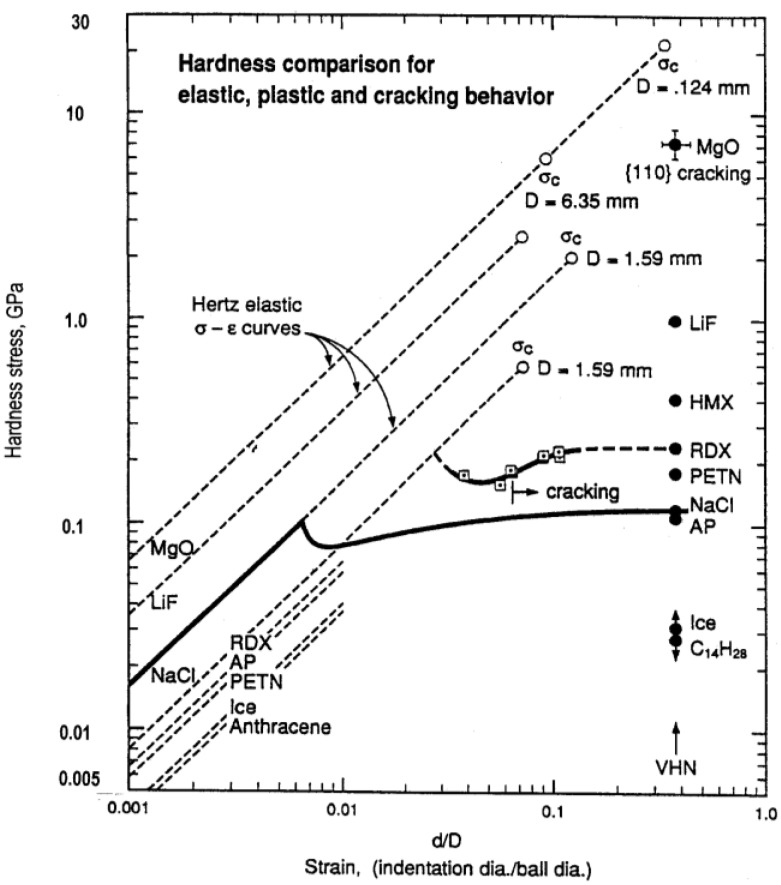 30
10
1.0
0.1
0.01
0.005
Hardness stress, GPa
Hardness comparison for
elastic, plastic and cracking behavior
σc
D = .124 mm
MgO
{110} cracking
σc
D = 6.35 mm
σc
D = 1.59 mm
Hertz elastic
σ – ε curves
LiF
σc
D = 1.59 mm
HMX
RDX
PETN
cracking
NaCl
AP
MgO
LiF
NaCl
RDX
AP
PETN
Ice
Anthracene
Ice
C₁₄H₂₈
VHN
0.001
0.01
0.1
1.0
d/D
Strain, (indentation dia./ball dia.)